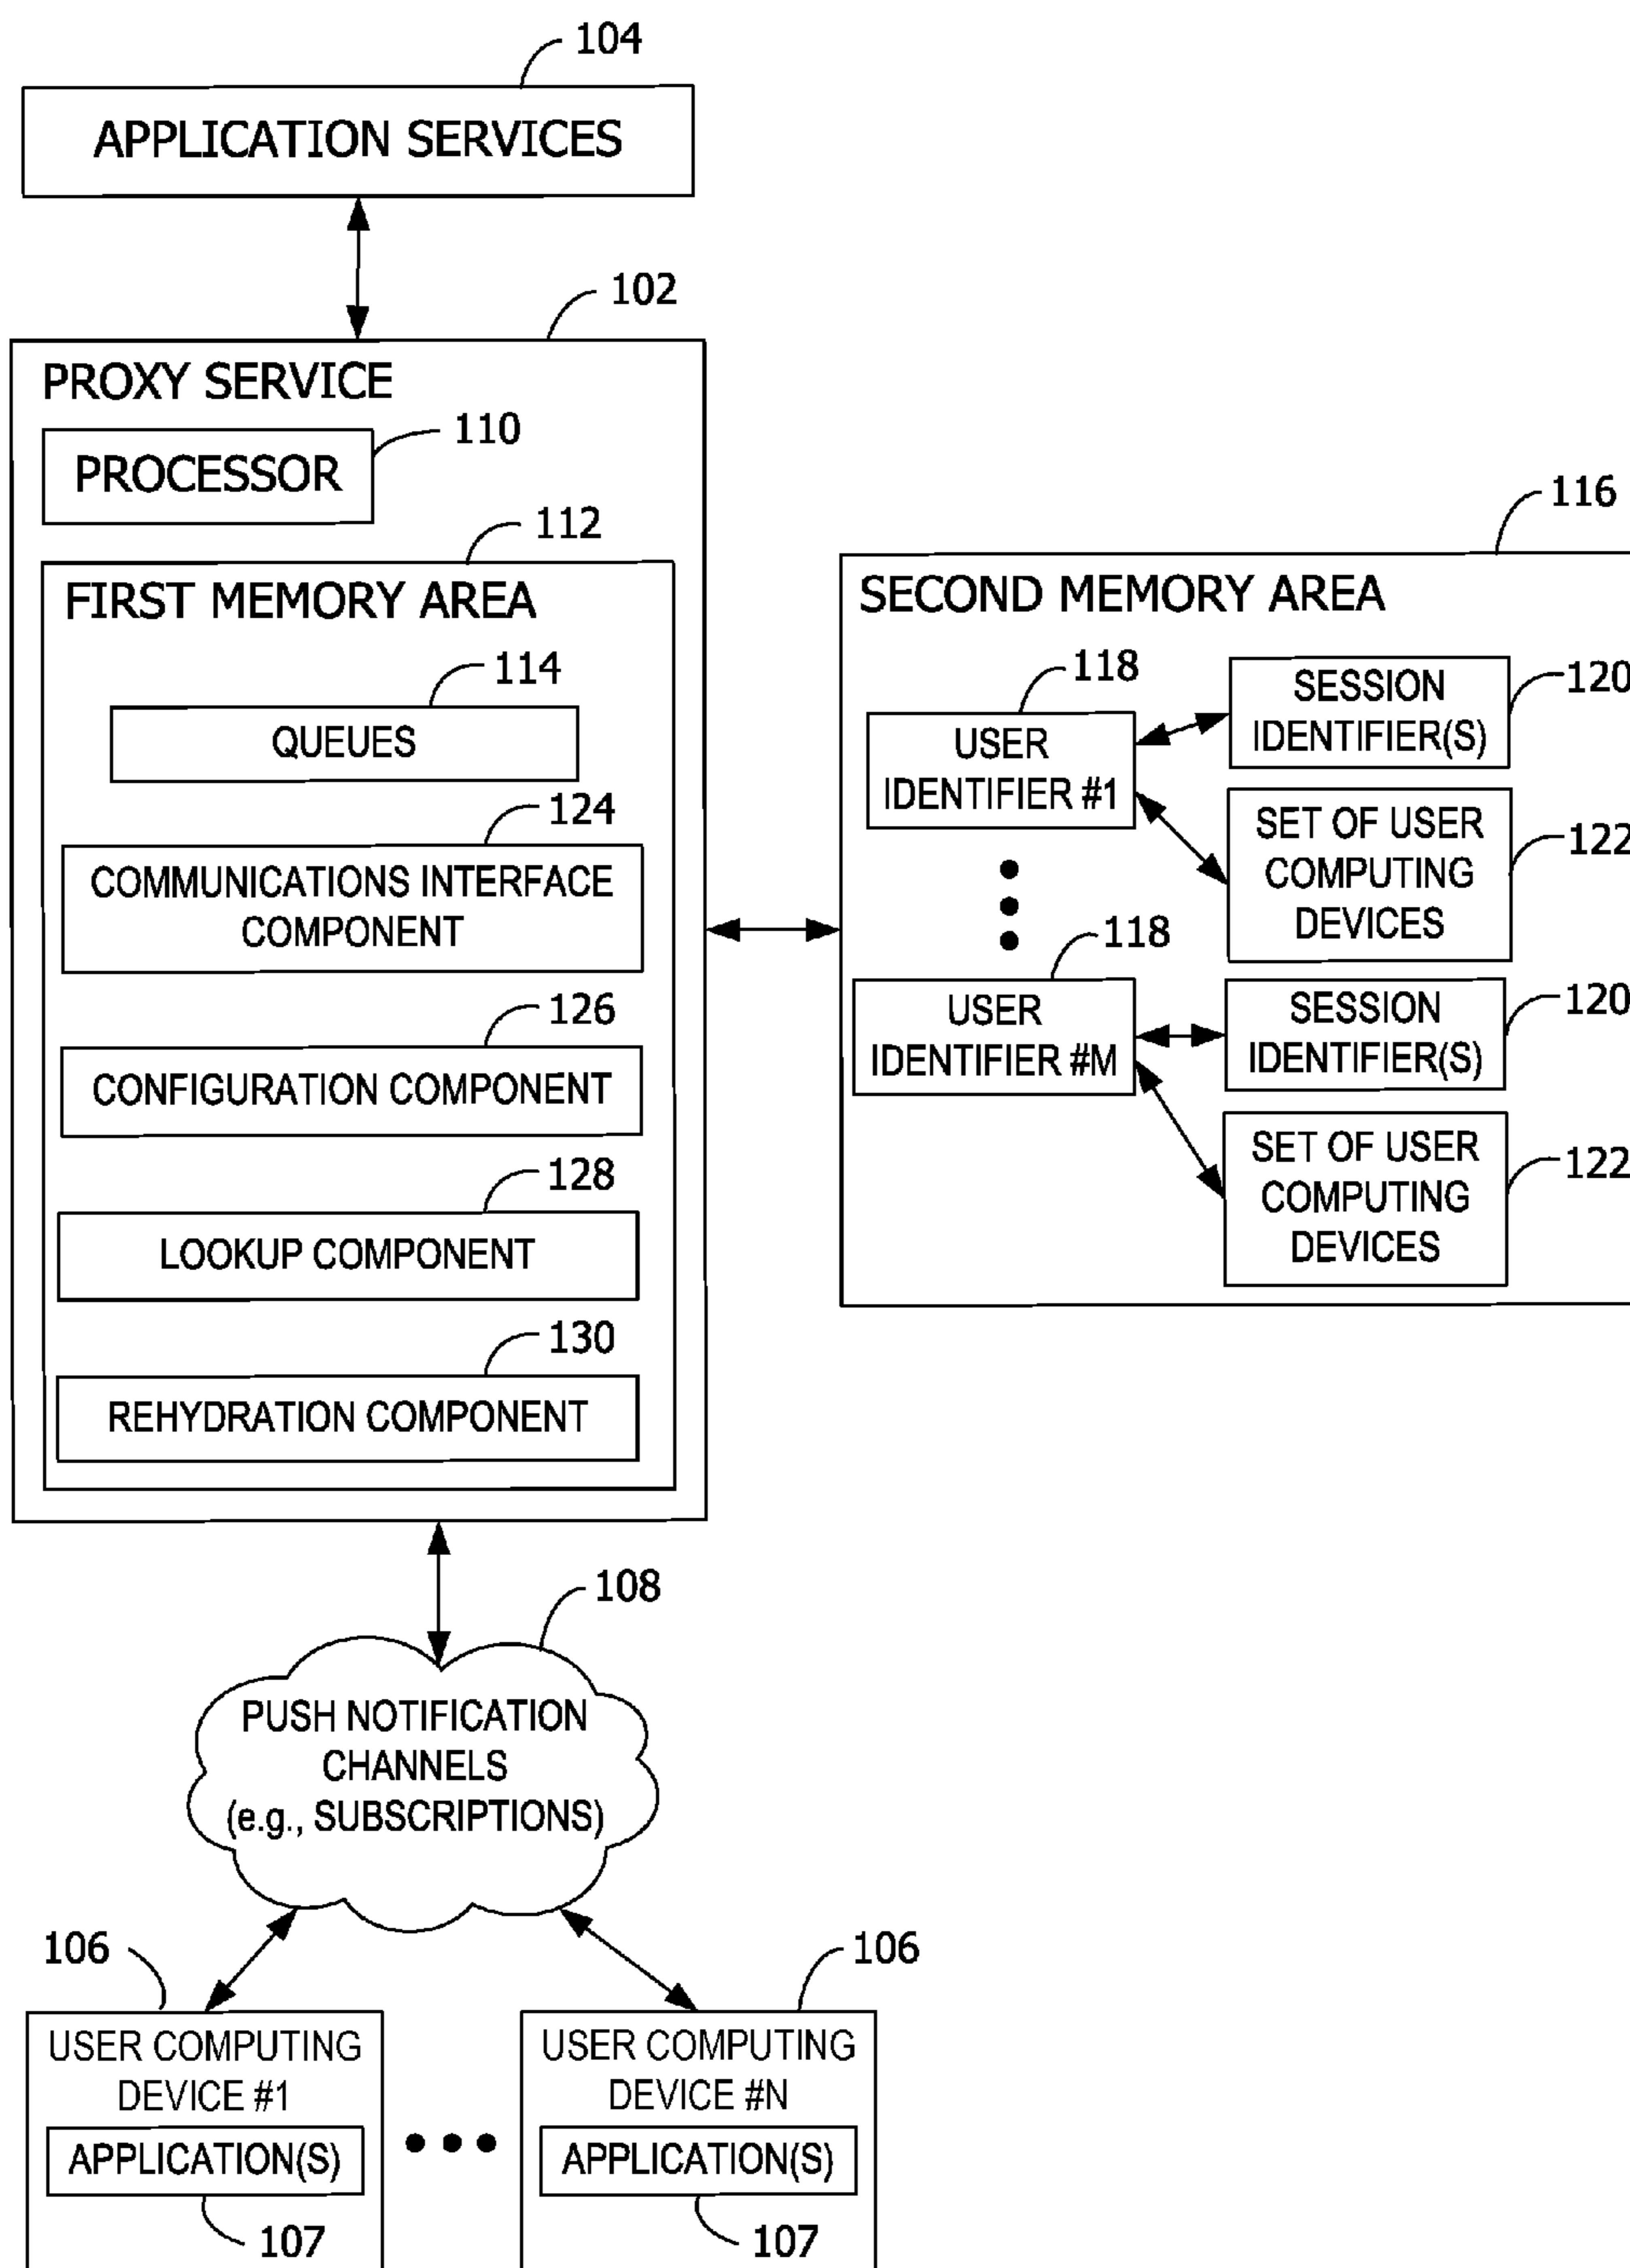 104
APPLICATION SERVICES
102
PROXY SERVICE
110
PROCESSOR
112
FIRST MEMORY AREA
114
QUEUES
124
COMMUNICATIONS INTERFACE
COMPONENT
126
CONFIGURATION COMPONENT
128
LOOKUP COMPONENT
130
REHYDRATION COMPONENT
116
SECOND MEMORY AREA
118
USER
IDENTIFIER #1
SESSION
IDENTIFIER(S)
120
SET OF USER
COMPUTING
DEVICES
122
118
USER
IDENTIFIER #M
SESSION
IDENTIFIER(S)
120
SET OF USER
COMPUTING
DEVICES
122
108
PUSH NOTIFICATION
CHANNELS
(e.g., SUBSCRIPTIONS)
106
USER COMPUTING
DEVICE #1
APPLICATION(S)
107
106
USER COMPUTING
DEVICE #N
APPLICATION(S)
107